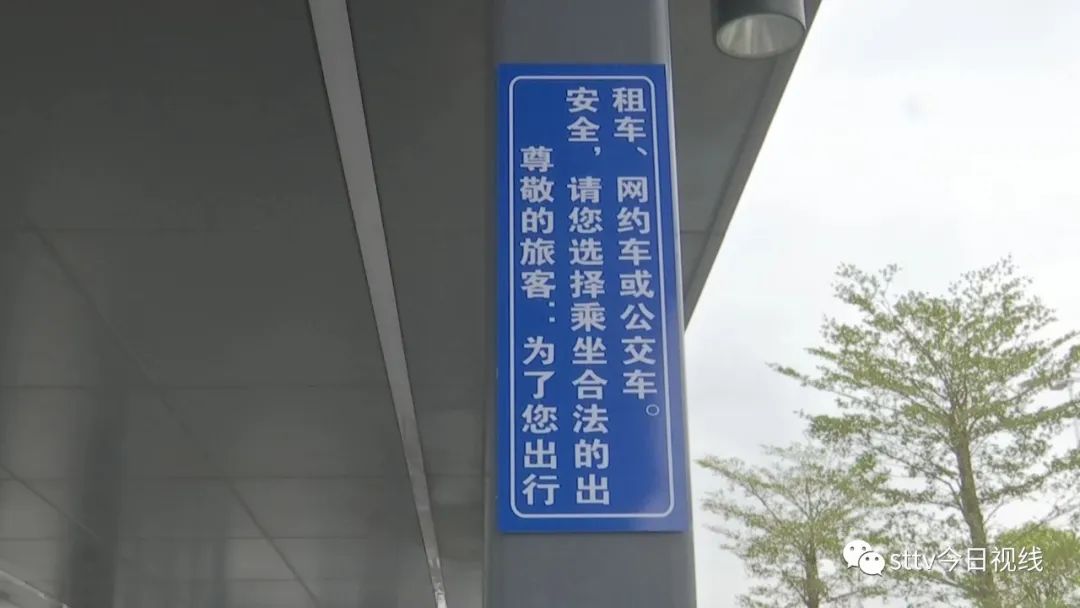 尊敬的旅客：为了您出行
安全，请您选择乘坐合法的出
租车、网约车或公交车。
sttv今日视线